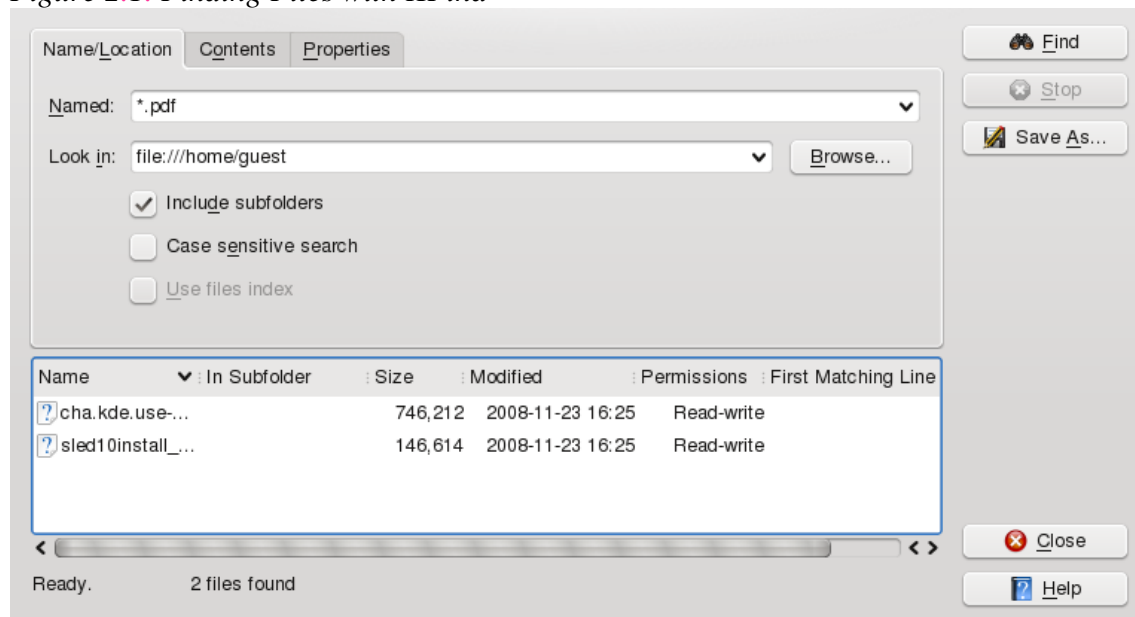 Name/Location Contents Properties
Find
Named: *.pdf
Stop
Save As...
Look in: file:///home/guest Browse...
Include subfolders
Case sensitive search
Use files index
Name In Subfolder Size Modified Permissions First Matching Line
cha.kde.use-... 746,212 2008-11-23 16:25 Read-write
sled10install_... 146,614 2008-11-23 16:25 Read-write
Close
Ready. 2 files found
Help